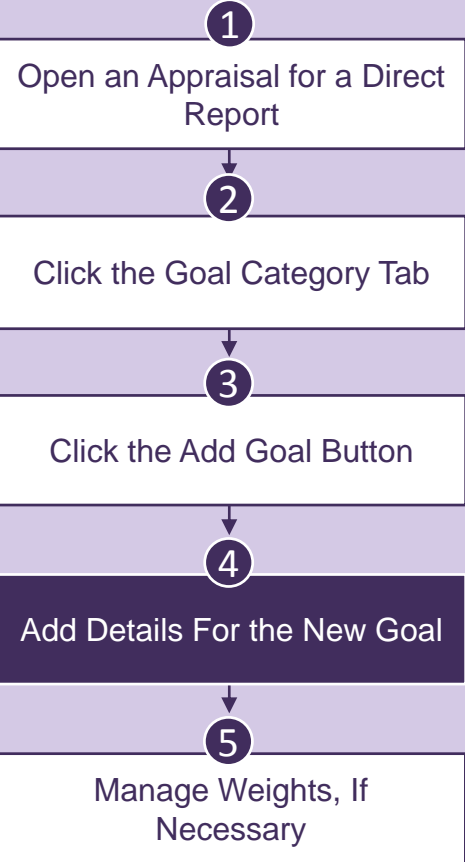 1
Open an Appraisal for a Direct
Report
2
Click the Goal Category Tab
3
Click the Add Goal Button
4
Add Details For the New Goal
5
Manage Weights, If
Necessary